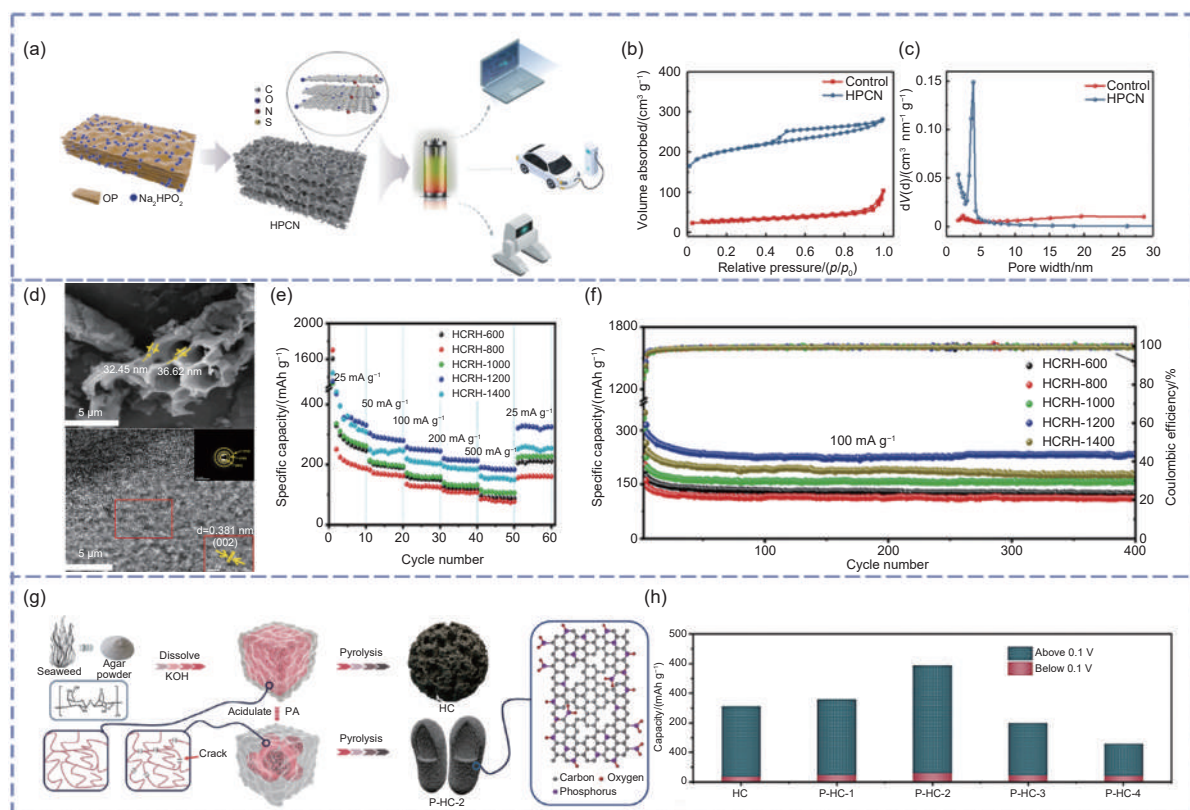 (a)
C
O
N
S
OP
Na₂HPO₂
HPCN
(b)
400
300
200
100
0
Volume absorbed/(cm³ g⁻¹)
Control
HPCN
0 0.2 0.4 0.6 0.8 1.0
Relative pressure/(p/p₀)
(c)
0.15
0.10
0.05
0
dV(d)/(cm³ nm⁻¹ g⁻¹)
Control
HPCN
0 5 10 15 20 25 30
Pore width/nm
(d)
32.45 nm
36.62 nm
5 μm
d=0.381 nm
(002)
5 μm
(e)
2000
1600
400
200
0
Specific capacity/(mAh g⁻¹)
HCRH-600
HCRH-800
HCRH-1000
HCRH-1200
HCRH-1400
25 mA g⁻¹
50 mA g⁻¹
100 mA g⁻¹
200 mA g⁻¹
500 mA g⁻¹
25 mA g⁻¹
0 10 20 30 40 50 60
Cycle number
(f)
1800
1200
300
150
0
Specific capacity/(mAh g⁻¹)
HCRH-600
HCRH-800
HCRH-1000
HCRH-1200
HCRH-1400
100 mA g⁻¹
100
80
60
40
20
0
Coulombic efficiency/%
100 200 300 400
Cycle number
(g)
Seaweed
Agar
powder
Dissolve
KOH
Pyrolysis
HC
Acidulate
PA
Crack
Pyrolysis
P-HC-2
Carbon
Oxygen
Phosphorus
(h)
500
400
200
400
0
Capacity/(mAh g⁻¹)
Above 0.1 V
Below 0.1 V
HC P-HC-1 P-HC-2 P-HC-3 P-HC-4